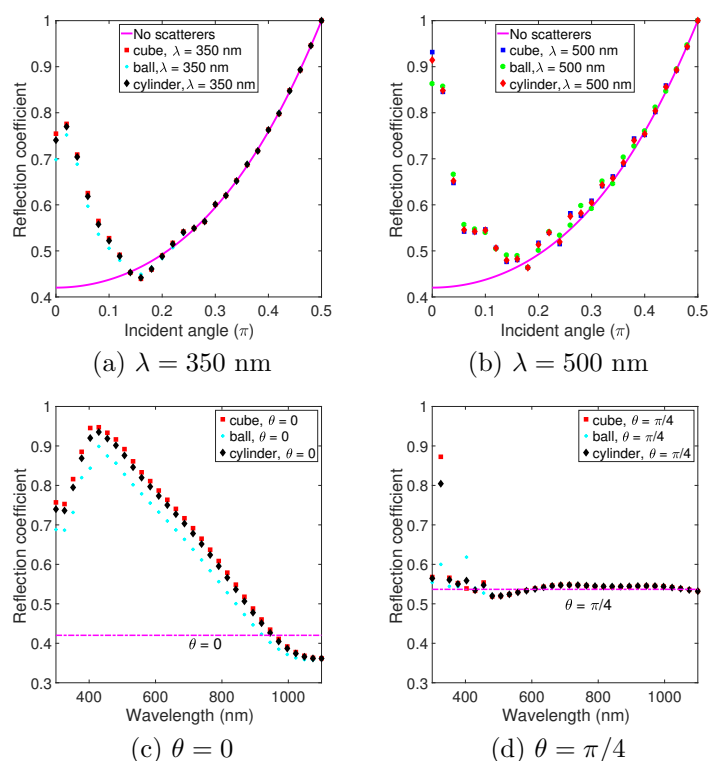 No scatterers
cube, λ = 350 nm
ball,λ = 350 nm
cylinder,λ = 350 nm
1
0.9
0.8
0.7
0.6
0.5
0.4
Reflection coefficient
0 0.1 0.2 0.3 0.4 0.5
Incident angle (π)
(a) λ = 350 nm
No scatterers
cube, λ = 500 nm
ball,λ = 500 nm
cylinder,λ = 500 nm
1
0.9
0.8
0.7
0.6
0.5
0.4
Reflection coefficient
0 0.1 0.2 0.3 0.4 0.5
Incident angle (π)
(b) λ = 500 nm
cube, θ = 0
ball, θ = 0
cylinder, θ = 0
1
0.9
0.8
0.7
0.6
0.5
0.4
0.3
Reflection coefficient
θ = 0
400 600 800 1000
Wavelength (nm)
(c) θ = 0
cube, θ = π/4
ball, θ = π/4
cylinder, θ = π/4
1
0.9
0.8
0.7
0.6
0.5
0.4
0.3
Reflection coefficient
θ = π/4
400 600 800 1000
Wavelength (nm)
(d) θ = π/4